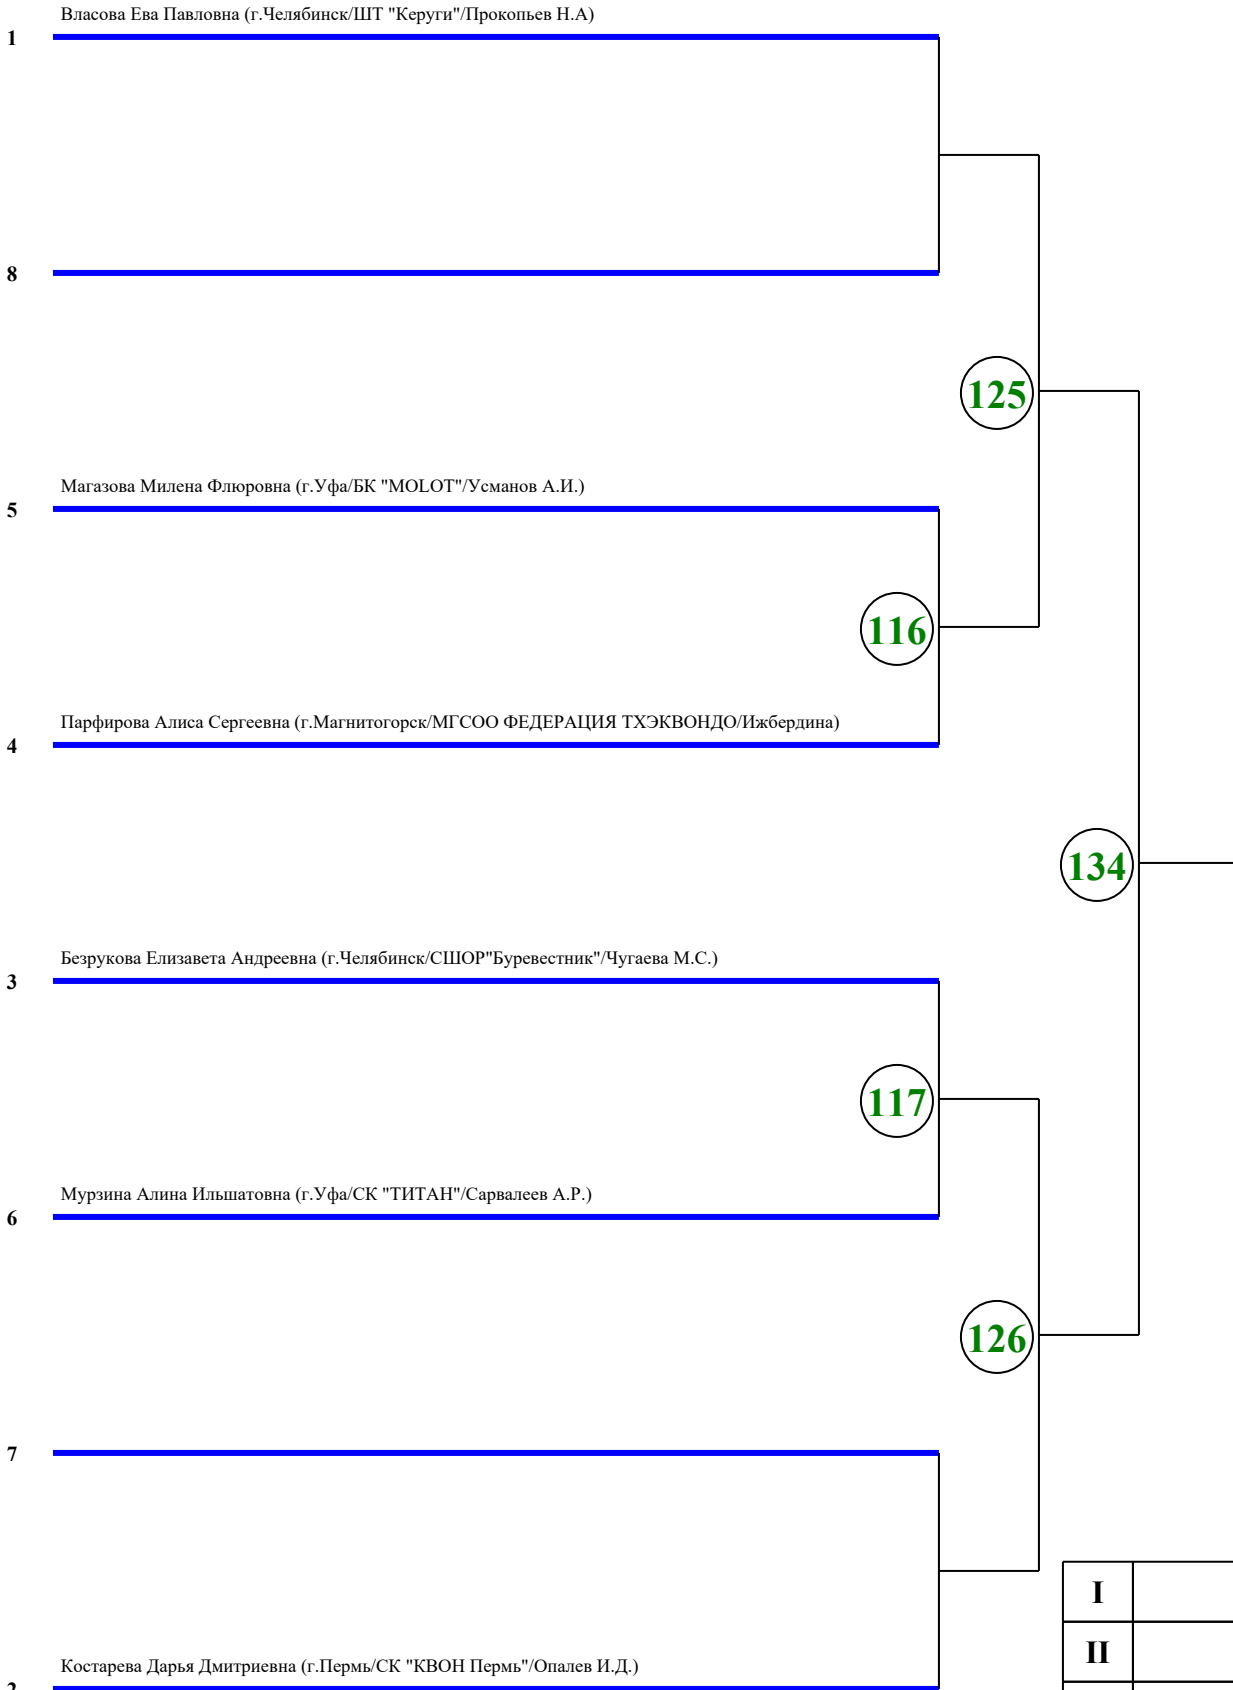 Власова Ева Павловна (г.Челябинск/ШТ "Керуги"/Прокопьев Н.А)
1
8
125
Магазова Милена Флюровна (г.Уфа/БК "MOLOT"/Усманов А.И.)
5
116
Парфирова Алиса Сергеевна (г.Магнитогорск/МГСОО ФЕДЕРАЦИЯ ТХЭКВОНДО/Ижбердина)
4
134
Безрукова Елизавета Андреевна (г.Челябинск/СШОР"Буревестник"/Чугаева М.С.)
3
117
Мурзина Алина Ильшатовна (г.Уфа/СК "ТИТАН"/Сарвалеев А.Р.)
6
126
7
I
II
Костарева Дарья Дмитриевна (г.Пермь/СК "КВОН Пермь"/Опалев И.Д.)
2